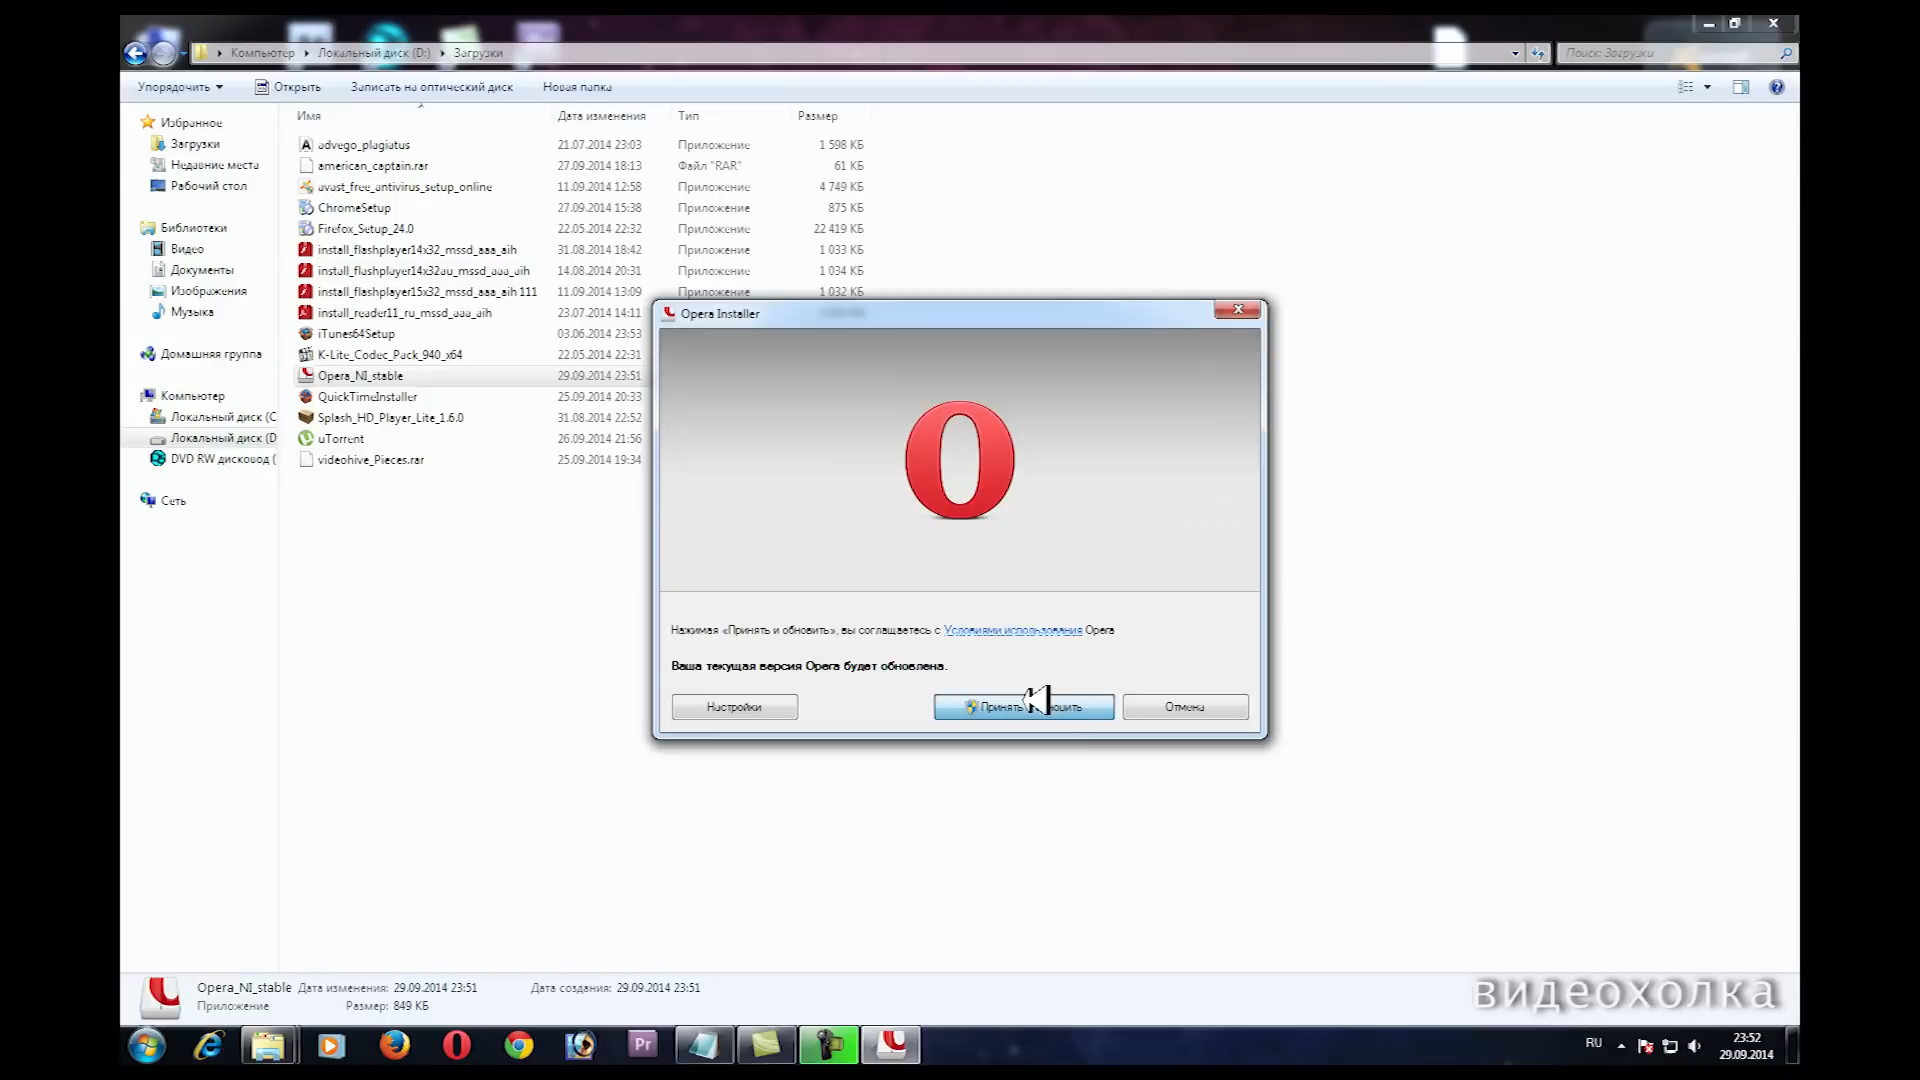 Компьютер ▸ Локальный диск (D:) ▸ Загрузки
Поиск: Загрузки
Упорядочить
Открыть
Записать на оптический диск
Новая папка
Имя
Дата изменения
Тип
Размер
Избранное
Загрузки
Недавние места
Рабочий стол
Библиотеки
Видео
Документы
Изображения
Музыка
Домашняя группа
Компьютер
Локальный диск (C
Локальный диск (D
DVD RW дисковод (
Сеть
advego_plagiatus 21.07.2014 23:03 Приложение 1 598 КБ
american_captain.rar 27.09.2014 18:13 Файл "RAR" 61 КБ
avast_free_antivirus_setup_online 11.09.2014 12:58 Приложение 4 749 КБ
ChromeSetup 27.09.2014 15:38 Приложение 875 КБ
Firefox_Setup_24.0 22.05.2014 22:32 Приложение 22 419 КБ
install_flashplayer14x32_mssd_aaa_aih 31.08.2014 18:42 Приложение 1 033 КБ
install_flashplayer14x32au_mssd_aaa_aih 14.08.2014 20:31 Приложение 1 034 КБ
install_flashplayer15x32_mssd_aaa_aih 111 11.09.2014 13:09 Приложение 1 032 КБ
install_reader11_ru_mssd_aaa_aih 23.07.2014 14:11
iTunes64Setup 03.06.2014 23:53
K-Lite_Codec_Pack_940_x64 22.05.2014 22:31
Opera_NI_stable 29.09.2014 23:51
QuickTimeInstaller 25.09.2014 20:33
Splash_HD_Player_Lite_1.6.0 31.08.2014 22:52
uTorrent 26.09.2014 21:56
videohive_Pieces.rar 25.09.2014 19:34
Opera Installer
Нажимая «Принять и обновить», вы соглашаетесь с Условиями использования Opera
Ваша текущая версия Opera будет обновлена.
Настройки
Принять
Отмена
Opera_NI_stable Дата изменения: 29.09.2014 23:51 Дата создания: 29.09.2014 23:51
Приложение Размер: 849 КБ
видеохолка
Pr
RU
23:52
29.09.2014